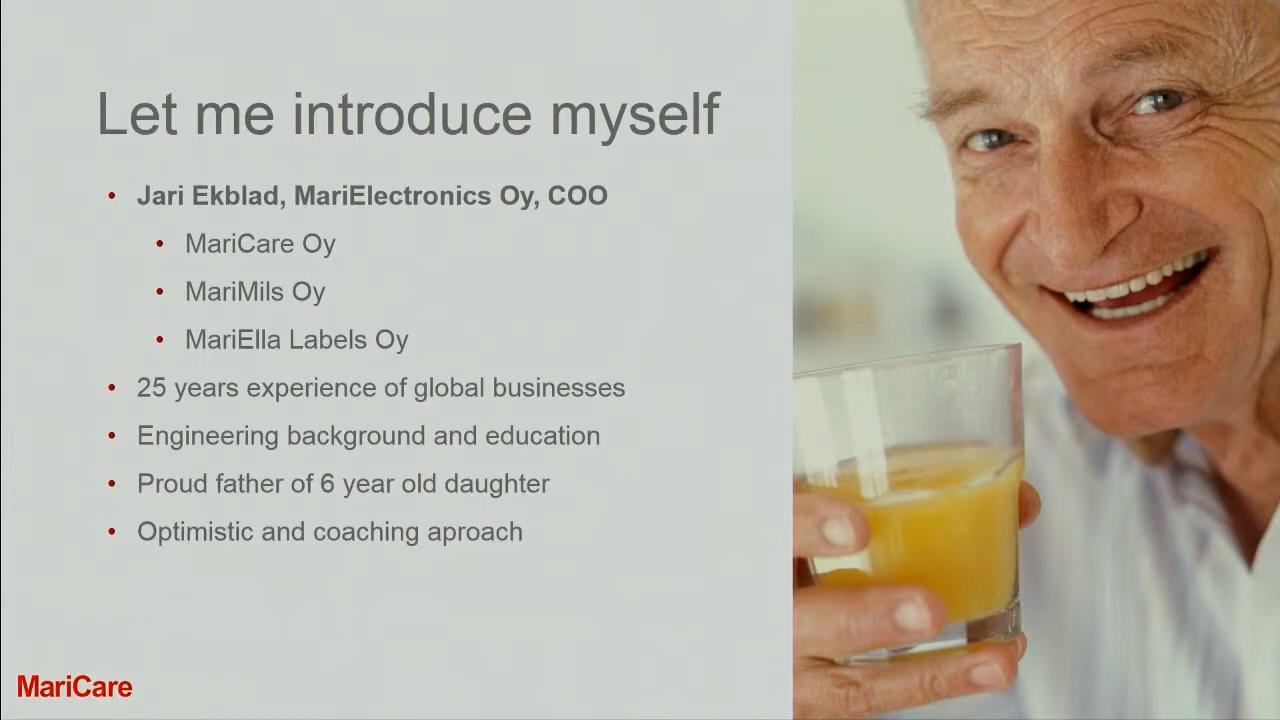 Let me introduce myself
• Jari Ekblad, MariElectronics Oy, COO
• MariCare Oy
• MariMils Oy
• MariElla Labels Oy
• 25 years experience of global businesses
• Engineering background and education
• Proud father of 6 year old daughter
• Optimistic and coaching aproach
MariCare